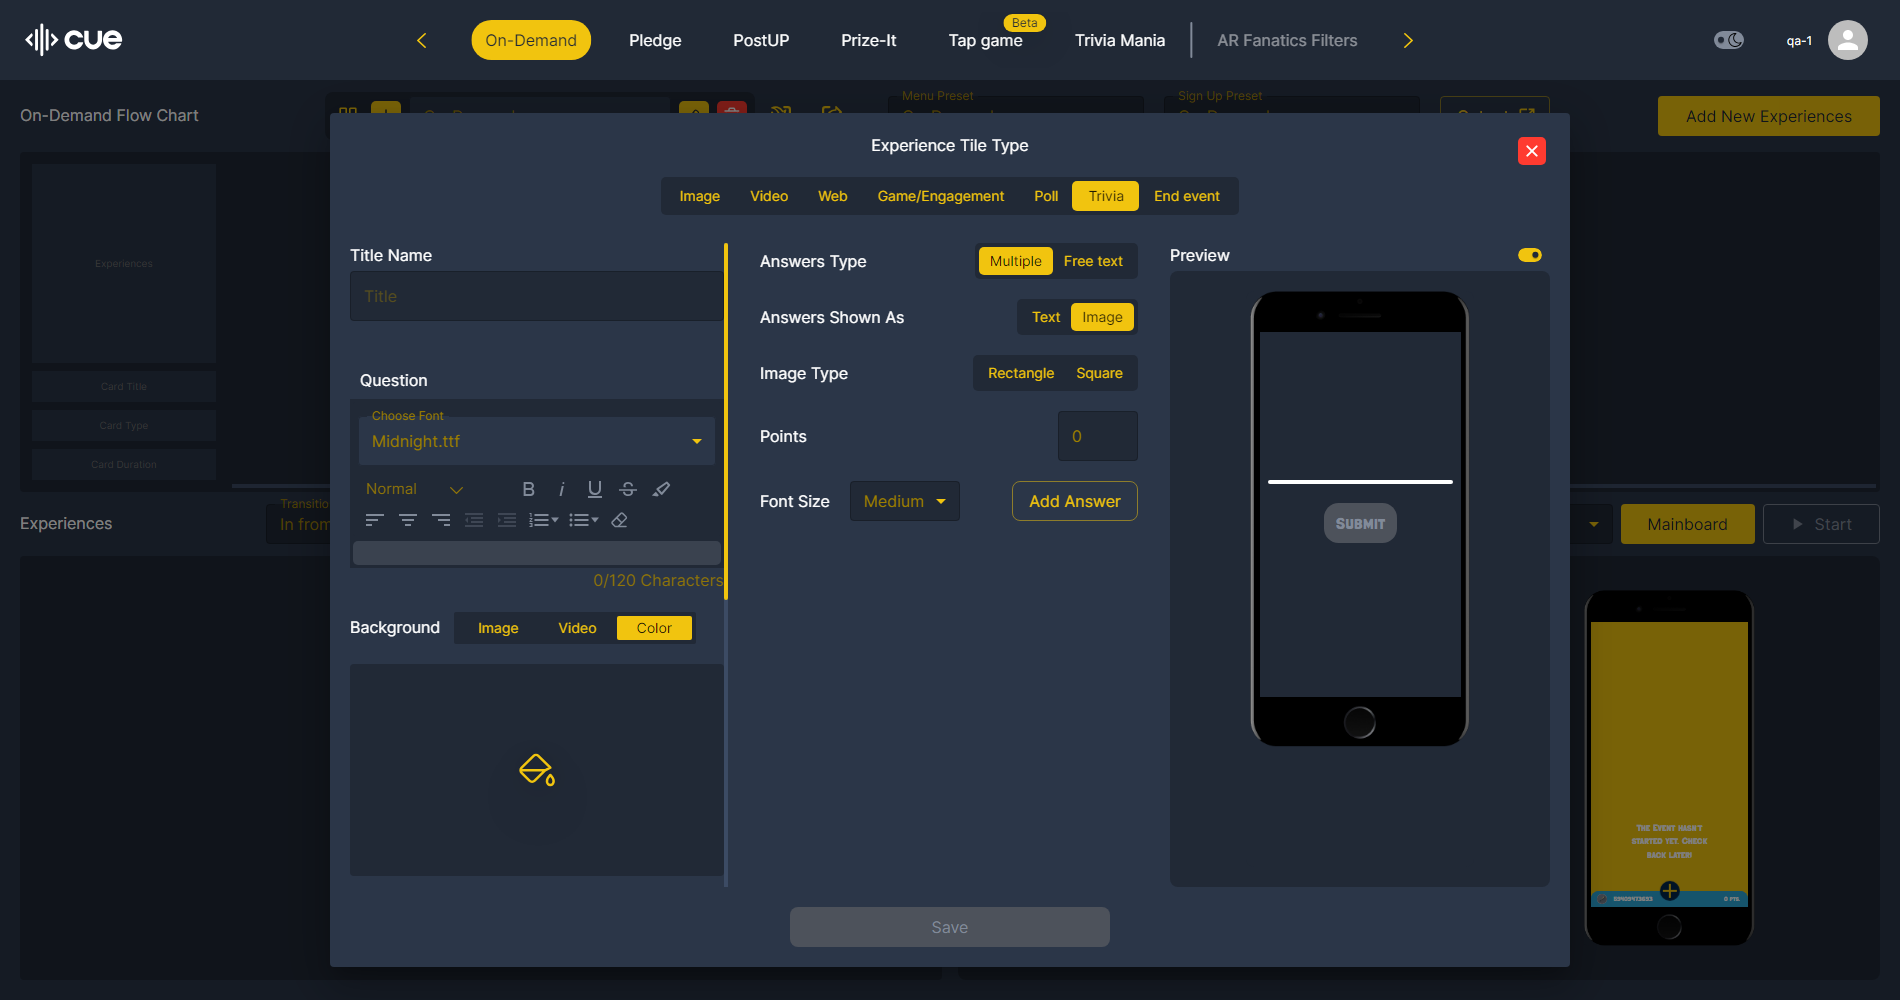 cue
On-Demand
Pledge
PostUP
Prize-It
Tap game
Beta
Trivia Mania
AR Fanatics Filters
qa-1
On-Demand Flow Chart
Menu Preset
Sign Up Preset
Add New Experiences
Experiences
Card Title
Card Type
Card Duration
Experience Tile Type
Image
Video
Web
Game/Engagement
Poll
Trivia
End event
Title Name
Title
Question
Choose Font
Midnight.ttf
Normal
B
i
U
S
0/120 Characters
Background
Image
Video
Color
Answers Type
Multiple
Free text
Answers Shown As
Text
Image
Image Type
Rectangle
Square
Points
0
Font Size
Medium
Add Answer
Preview
SUBMIT
Save
Experiences
In from
Mainboard
Start
The Event hasn't
started yet. Check
back later!
0 PTS.